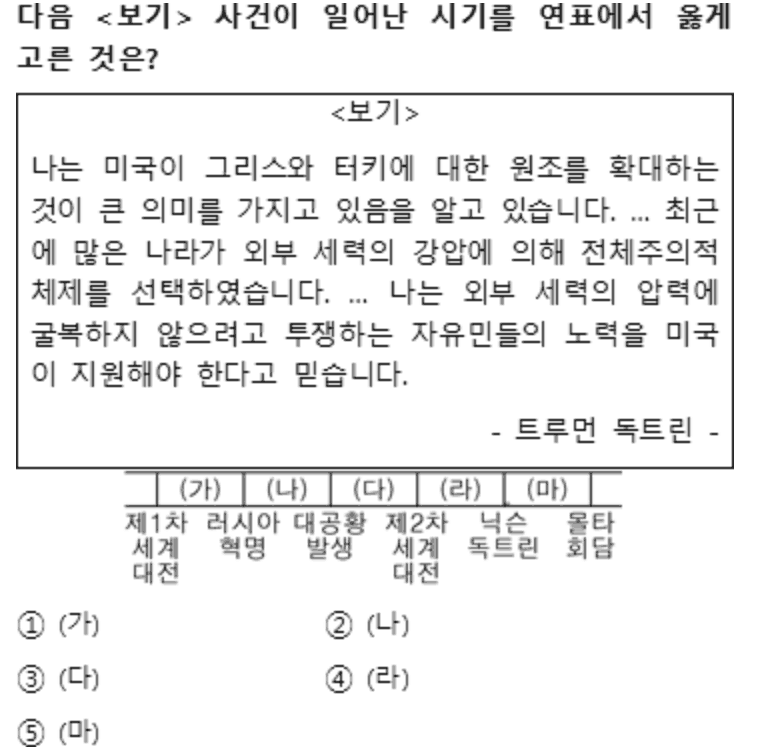 다음 <보기> 사건이 일어난 시기를 연표에서 옳게
고른 것은?
<보기>
나는 미국이 그리스와 터키에 대한 원조를 확대하는
것이 큰 의미를 가지고 있음을 알고 있습니다. ... 최근
에 많은 나라가 외부 세력의 강압에 의해 전체주의적
체제를 선택하였습니다. ... 나는 외부 세력의 압력에
굴복하지 않으려고 투쟁하는 자유민들의 노력을 미국
이 지원해야 한다고 믿습니다.
- 트루먼 독트린 -
(가) (나) (다) (라) (마)
제1차 러시아 대공황 제2차 닉슨 몰타
세계 혁명 발생 세계 독트린 회담
대전 대전
① (가) ② (나)
③ (다) ④ (라)
⑤ (마)